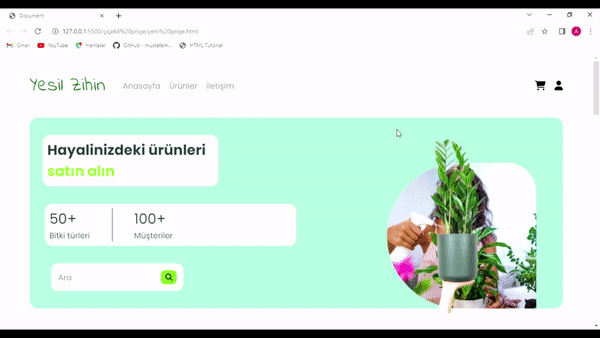 Document
127.0.0.1:5500/çiçekli%20proje/yeni%20proje.html
Gmail YouTube Haritalar GitHub - mustafam... HTML Tutorial
Yesil Zihin Anasayfa Ürünler İletişim
Hayalinizdeki ürünleri
satın alın
50+ 100+
Bitki türleri Müşteriler
Ara